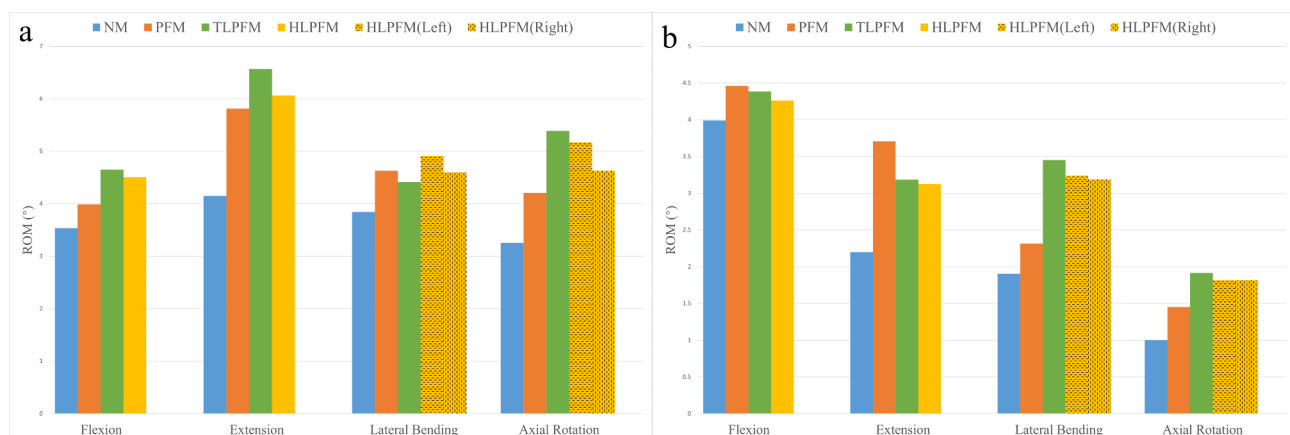 a
NM PFM TLPFM HLPFM HLPFM(Left) HLPFM(Right)
7
6
5
4
3
2
1
0
ROM (°)
Flexion Extension Lateral Bending Axial Rotation
b
NM PFM TLPFM HLPFM HLPFM(Left) HLPFM(Right)
5
4.5
4
3.5
3
2.5
2
1.5
1
0.5
0
ROM (°)
Flexion Extension Lateral Bending Axial Rotation